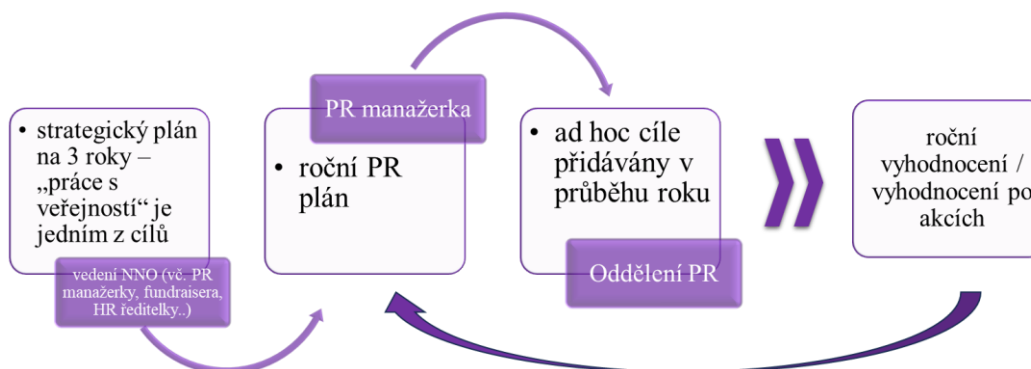 • strategický plán
na 3 roky –
„práce s
veřejností“ je
jedním z cílů
vedení NNO (vč. PR
manažerky, fundraisera,
HR ředitelky..)
PR manažerka
• roční PR
plán
• ad hoc cíle
přidávány v
průběhu roku
Oddělení PR
roční
vyhodnocení /
vyhodnocení po
akcích